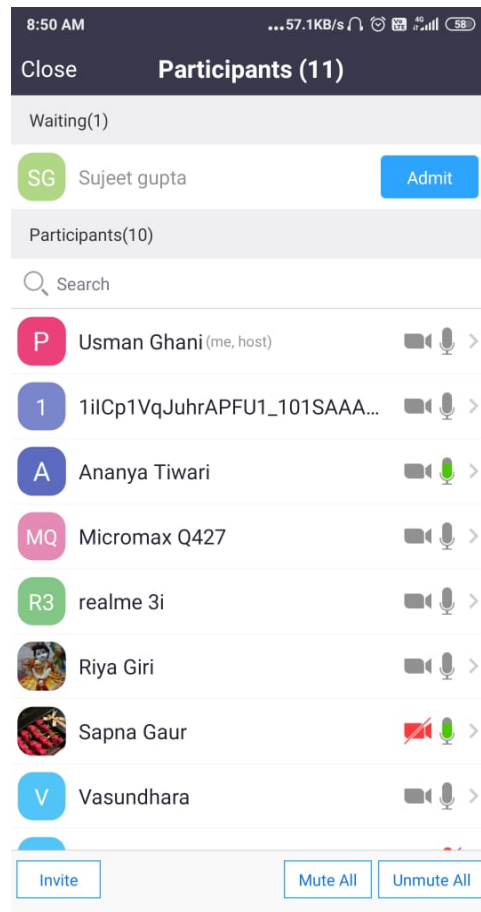 8:50 AM ...57.1KB/s 4G 58
Close Participants (11)
Waiting(1)
SG Sujeet gupta Admit
Participants(10)
Search
P Usman Ghani (me, host)
1 1ilCp1VqJuhrAPFU1_101SAAA...
A Ananya Tiwari
MQ Micromax Q427
R3 realme 3i
Riya Giri
Sapna Gaur
V Vasundhara
Invite Mute All Unmute All